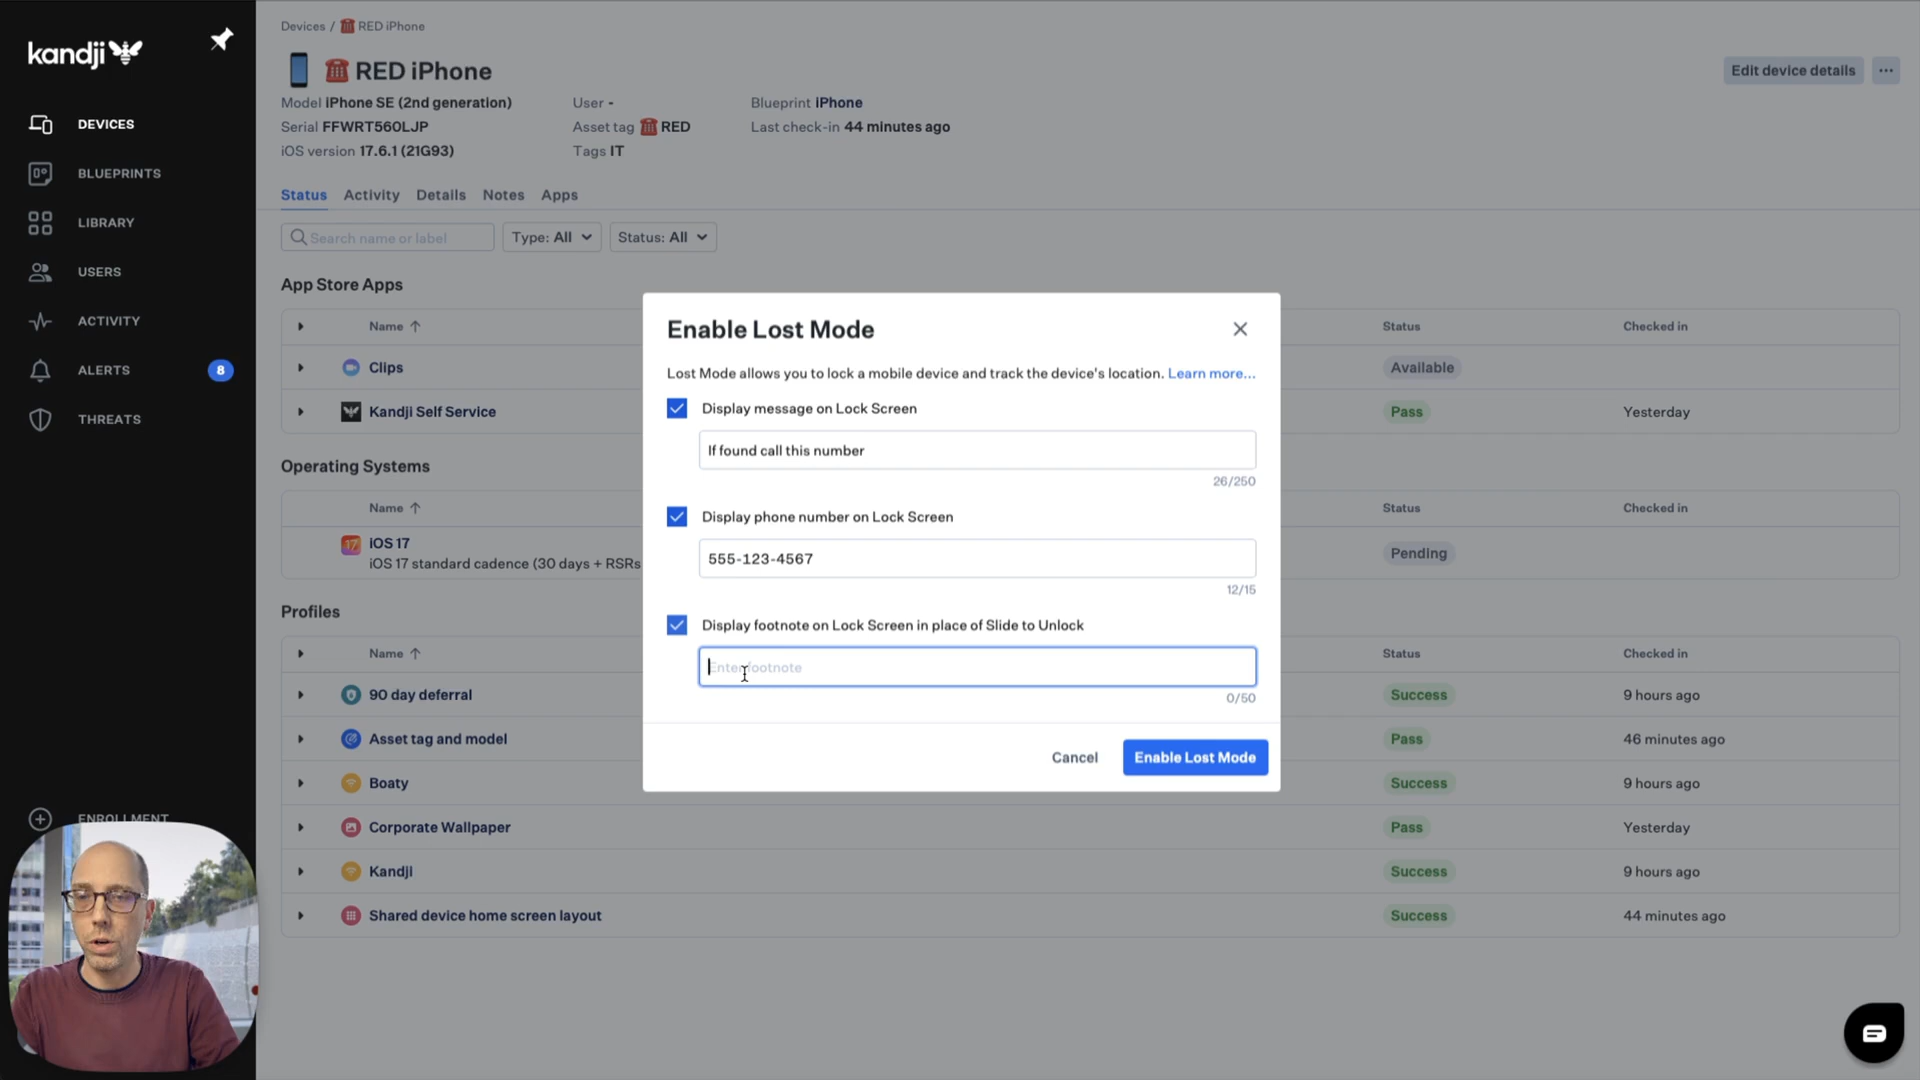 kandji
DEVICES
BLUEPRINTS
LIBRARY
USERS
ACTIVITY
ALERTS 8
THREATS
ENROLLMENT
Devices / ☎️ RED iPhone
☎️ RED iPhone
Edit device details ...
Model iPhone SE (2nd generation) User - Blueprint iPhone
Serial FFWRT560LJP Asset tag ☎️ RED Last check-in 44 minutes ago
iOS version 17.6.1 (21G93) Tags IT
Status Activity Details Notes Apps
Search name or label Type: All Status: All
App Store Apps
Name ↑ Status Checked in
Clips Available
Kandji Self Service Pass Yesterday
Operating Systems
Name ↑ Status Checked in
iOS 17 Pending
iOS 17 standard cadence (30 days + RSRs
Profiles
Name ↑ Status Checked in
90 day deferral Success 9 hours ago
Asset tag and model Pass 46 minutes ago
Boaty Success 9 hours ago
Corporate Wallpaper Pass Yesterday
Kandji Success 9 hours ago
Shared device home screen layout Success 44 minutes ago
Enable Lost Mode
Lost Mode allows you to lock a mobile device and track the device's location. Learn more...
Display message on Lock Screen
If found call this number
26/250
Display phone number on Lock Screen
555-123-4567
12/15
Display footnote on Lock Screen in place of Slide to Unlock
Enter footnote
0/50
Cancel Enable Lost Mode